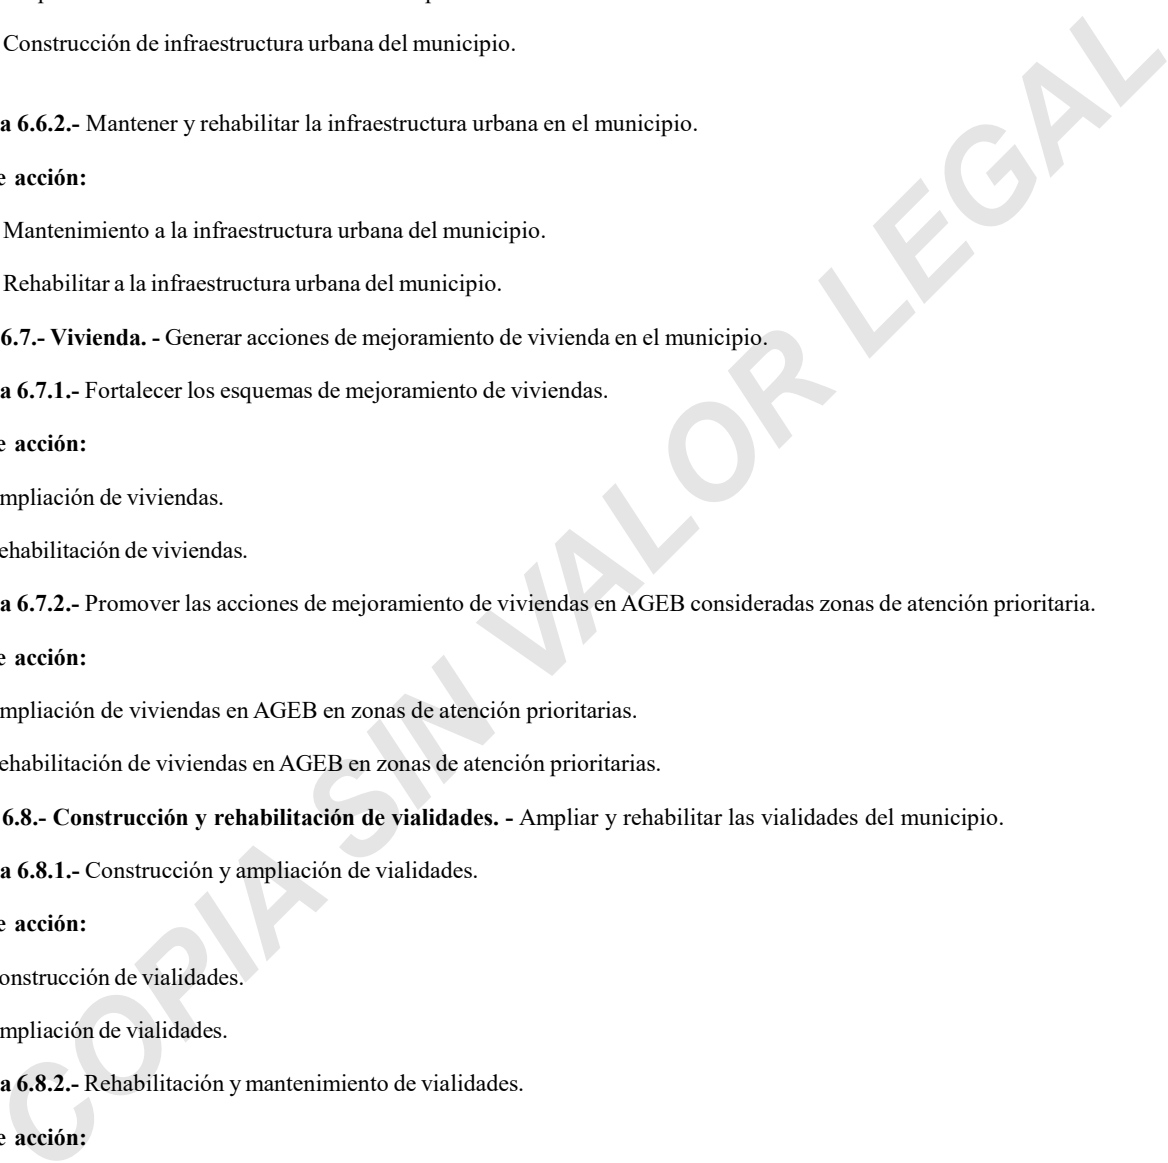 Construcción de infraestructura urbana del municipio.
a 6.6.2.- Mantener y rehabilitar la infraestructura urbana en el municipio.
e acción:
Mantenimiento a la infraestructura urbana del municipio.
Rehabilitar a la infraestructura urbana del municipio.
6.7.- Vivienda. - Generar acciones de mejoramiento de vivienda en el municipio.
a 6.7.1.- Fortalecer los esquemas de mejoramiento de viviendas.
e acción:
mpliación de viviendas.
ehabilitación de viviendas.
a 6.7.2.- Promover las acciones de mejoramiento de viviendas en AGEB consideradas zonas de atención prioritaria.
e acción:
mpliación de viviendas en AGEB en zonas de atención prioritarias.
ehabilitación de viviendas en AGEB en zonas de atención prioritarias.
6.8.- Construcción y rehabilitación de vialidades. - Ampliar y rehabilitar las vialidades del municipio.
a 6.8.1.- Construcción y ampliación de vialidades.
e acción:
onstrucción de vialidades.
mpliación de vialidades.
a 6.8.2.- Rehabilitación y mantenimiento de vialidades.
e acción:
COPIA SIN VALOR LEGAL